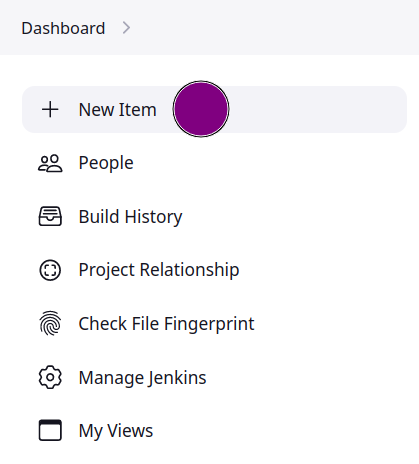 Dashboard
New Item
People
Build History
Project Relationship
Check File Fingerprint
Manage Jenkins
My Views